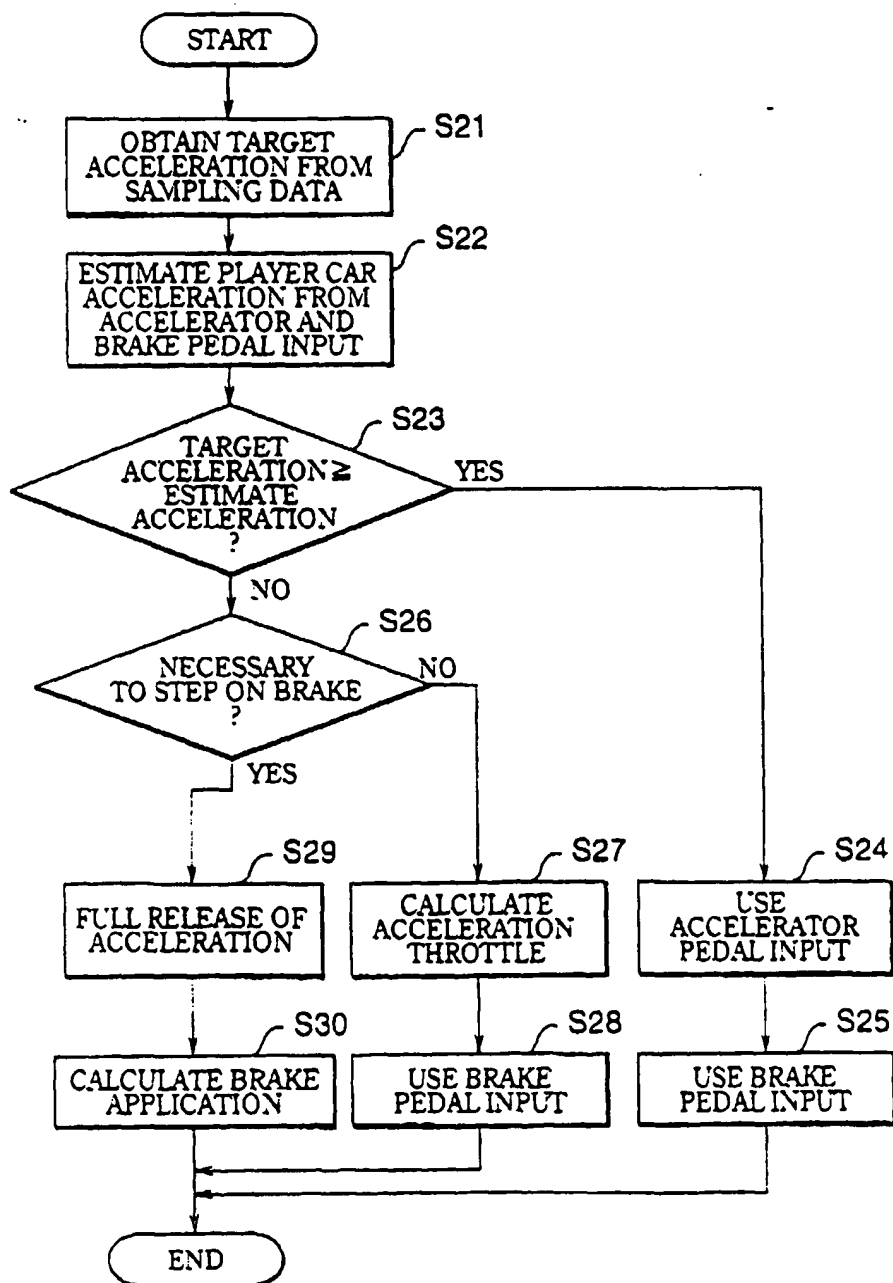 START
S21
OBTAIN TARGET
ACCELERATION FROM
SAMPLING DATA
S22
ESTIMATE PLAYER CAR
ACCELERATION FROM
ACCELERATOR AND
BRAKE PEDAL INPUT
S23
TARGET
ACCELERATION ≧
ESTIMATE
ACCELERATION
?
YES
NO
S26
NECESSARY
TO STEP ON BRAKE
?
NO
YES
S29
FULL RELEASE OF
ACCELERATION
S27
CALCULATE
ACCELERATION
THROTTLE
S24
USE
ACCELERATOR
PEDAL INPUT
S30
CALCULATE BRAKE
APPLICATION
S28
USE BRAKE
PEDAL INPUT
S25
USE BRAKE
PEDAL INPUT
END